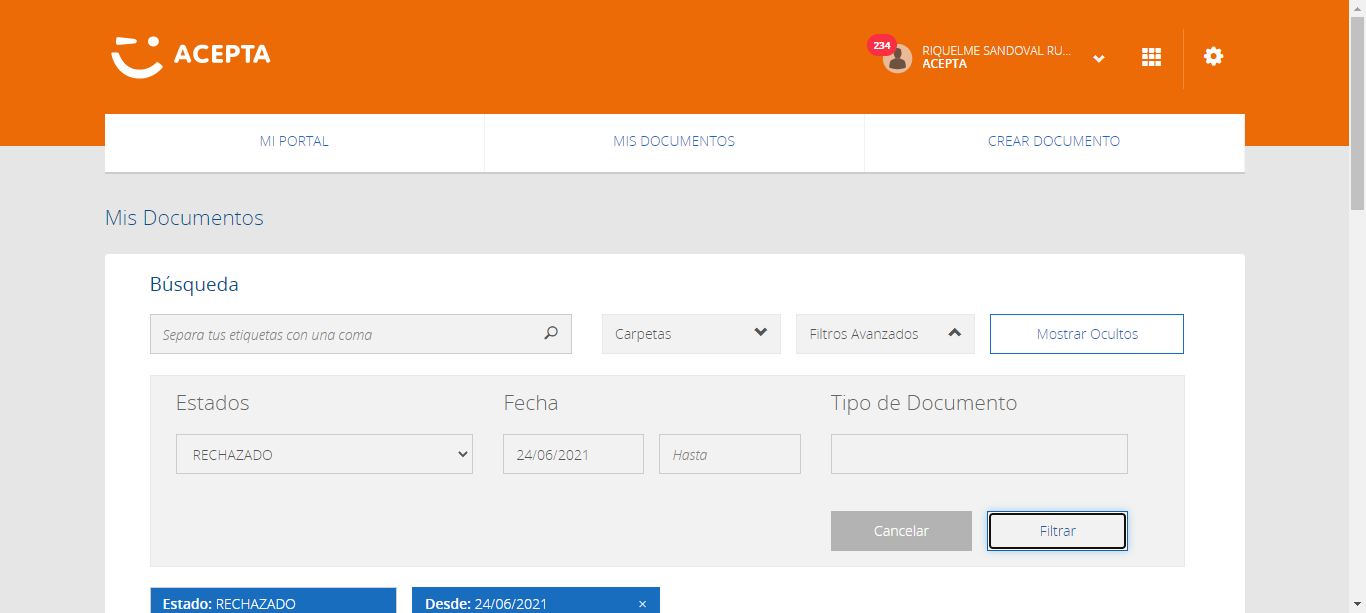 ACEPTA
234
RIQUELME SANDOVAL RU...
ACEPTA
MI PORTAL
MIS DOCUMENTOS
CREAR DOCUMENTO
Mis Documentos
Búsqueda
Separa tus etiquetas con una coma
Carpetas
Filtros Avanzados
Mostrar Ocultos
Estados
Fecha
Tipo de Documento
RECHAZADO
24/06/2021
Hasta
Cancelar
Filtrar
Estado: RECHAZADO
Desde: 24/06/2021 ×